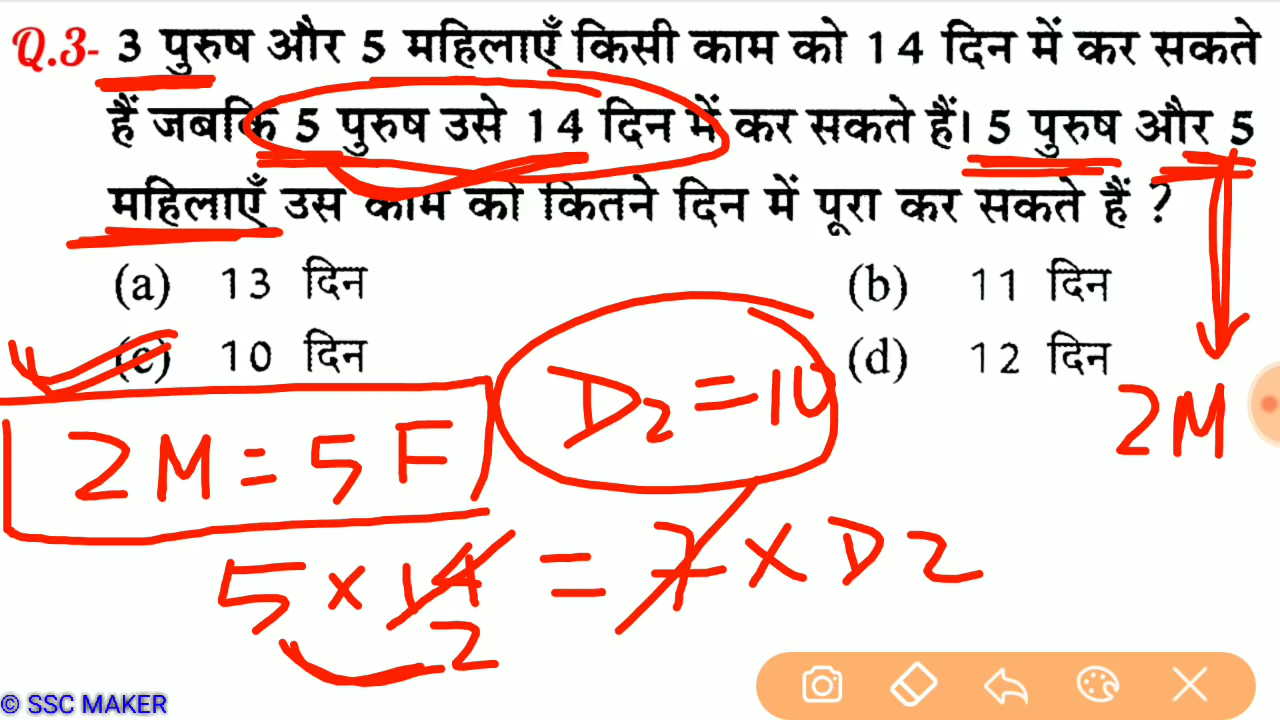 Q.3- 3 पुरुष और 5 महिलाएँ किसी काम को 14 दिन में कर सकते
हैं जबकि 5 पुरुष उसे 14 दिन में कर सकते हैं। 5 पुरुष और 5
महिलाएँ उस काम को कितने दिन में पूरा कर सकते हैं ?
(a) 13 दिन (b) 11 दिन
(c) 10 दिन (d) 12 दिन
2M = 5F D2 = 10 2M
5 × 14 = 7 × D2
2
© SSC MAKER